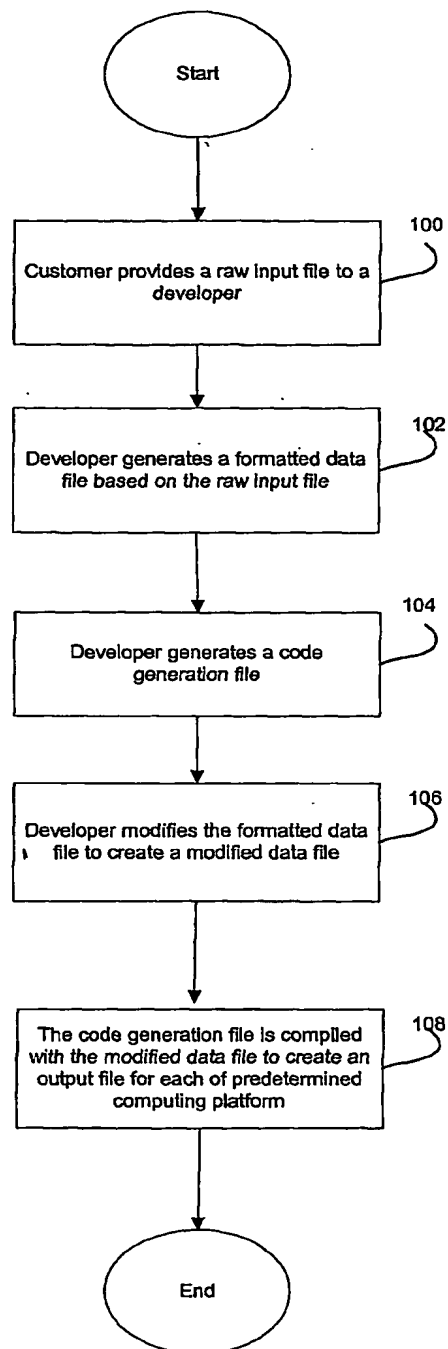 Start
100
Customer provides a raw input file to a
developer
102
Developer generates a formatted data
file based on the raw input file
104
Developer generates a code
generation file
106
Developer modifies the formatted data
file to create a modified data file
108
The code generation file is compiled
with the modified data file to create an
output file for each of predetermined
computing platform
End